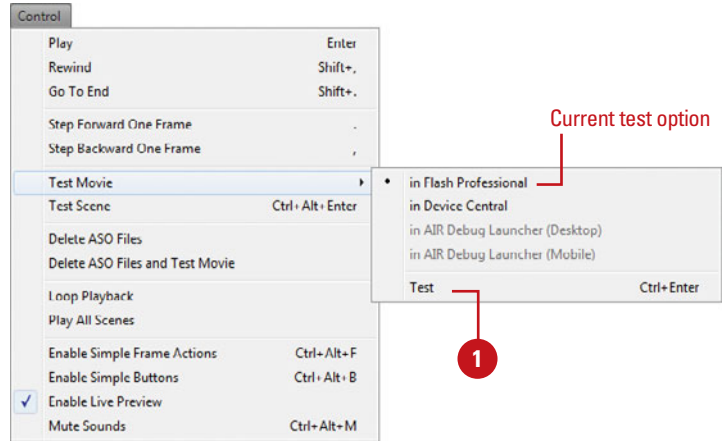 Control
Play Enter
Rewind Shift+,
Go To End Shift+.
Step Forward One Frame .
Step Backward One Frame ,
Test Movie
Test Scene Ctrl+Alt+Enter
Delete ASO Files
Delete ASO Files and Test Movie
Loop Playback
Play All Scenes
Enable Simple Frame Actions Ctrl+Alt+F
Enable Simple Buttons Ctrl+Alt+B
Enable Live Preview
Mute Sounds Ctrl+Alt+M
Current test option
in Flash Professional
in Device Central
in AIR Debug Launcher (Desktop)
in AIR Debug Launcher (Mobile)
Test Ctrl+Enter
1